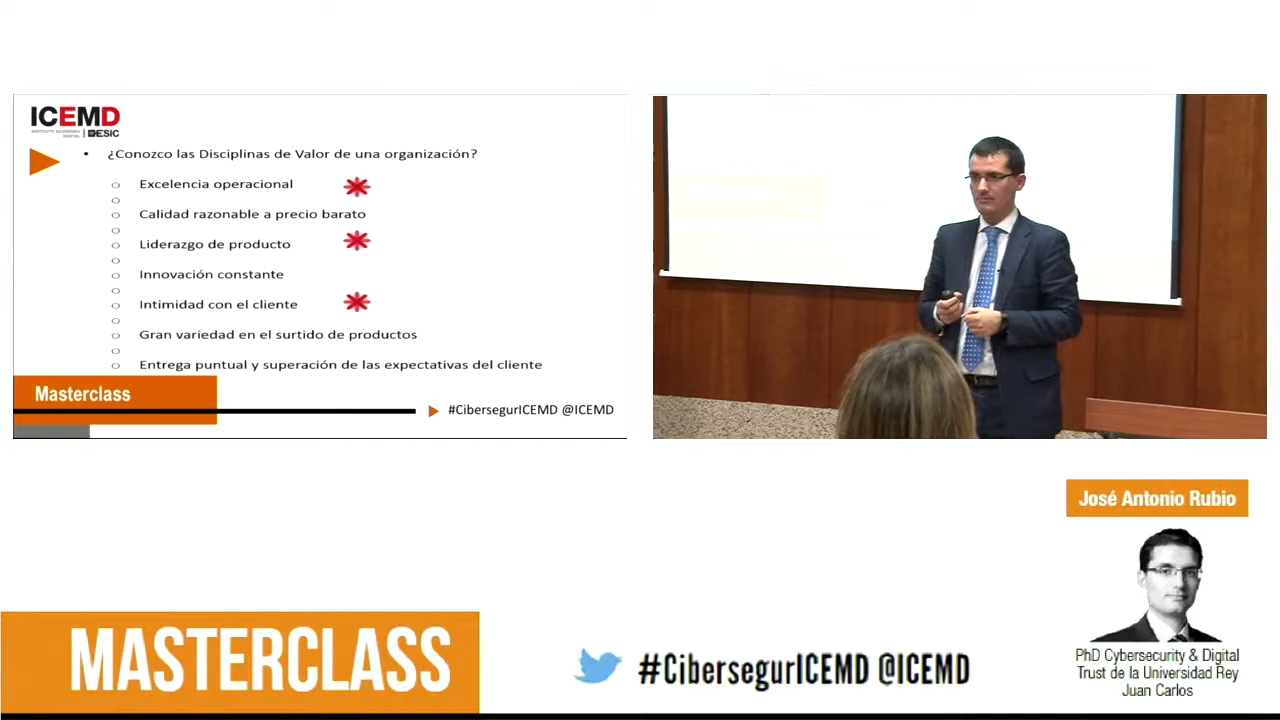 ICEMD
INSTITUTO ECONOMÍA
DIGITAL | ESIC
• ¿Conozco las Disciplinas de Valor de una organización?
o Excelencia operacional
o
o Calidad razonable a precio barato
o
o Liderazgo de producto
o
o Innovación constante
o
o Intimidad con el cliente
o
o Gran variedad en el surtido de productos
o
o Entrega puntual y superación de las expectativas del cliente
Masterclass
#CibersegurICEMD @ICEMD
José Antonio Rubio
PhD Cybersecurity & Digital
Trust de la Universidad Rey
Juan Carlos
MASTERCLASS
#CibersegurICEMD @ICEMD